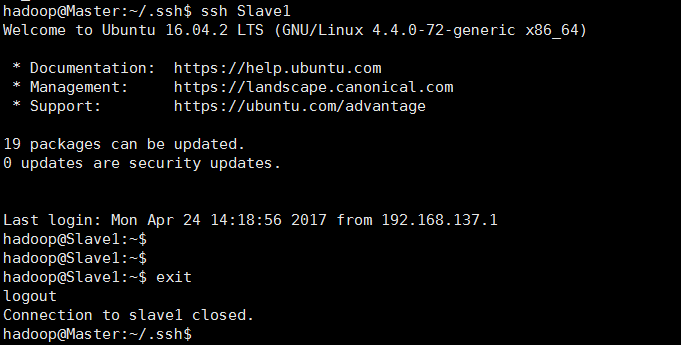 hadoop@Master:~/.ssh$ ssh Slave1
Welcome to Ubuntu 16.04.2 LTS (GNU/Linux 4.4.0-72-generic x86_64)
* Documentation:  https://help.ubuntu.com
* Management:     https://landscape.canonical.com
* Support:        https://ubuntu.com/advantage
19 packages can be updated.
0 updates are security updates.
Last login: Mon Apr 24 14:18:56 2017 from 192.168.137.1
hadoop@Slave1:~$
hadoop@Slave1:~$
hadoop@Slave1:~$ exit
logout
Connection to slave1 closed.
hadoop@Master:~/.ssh$